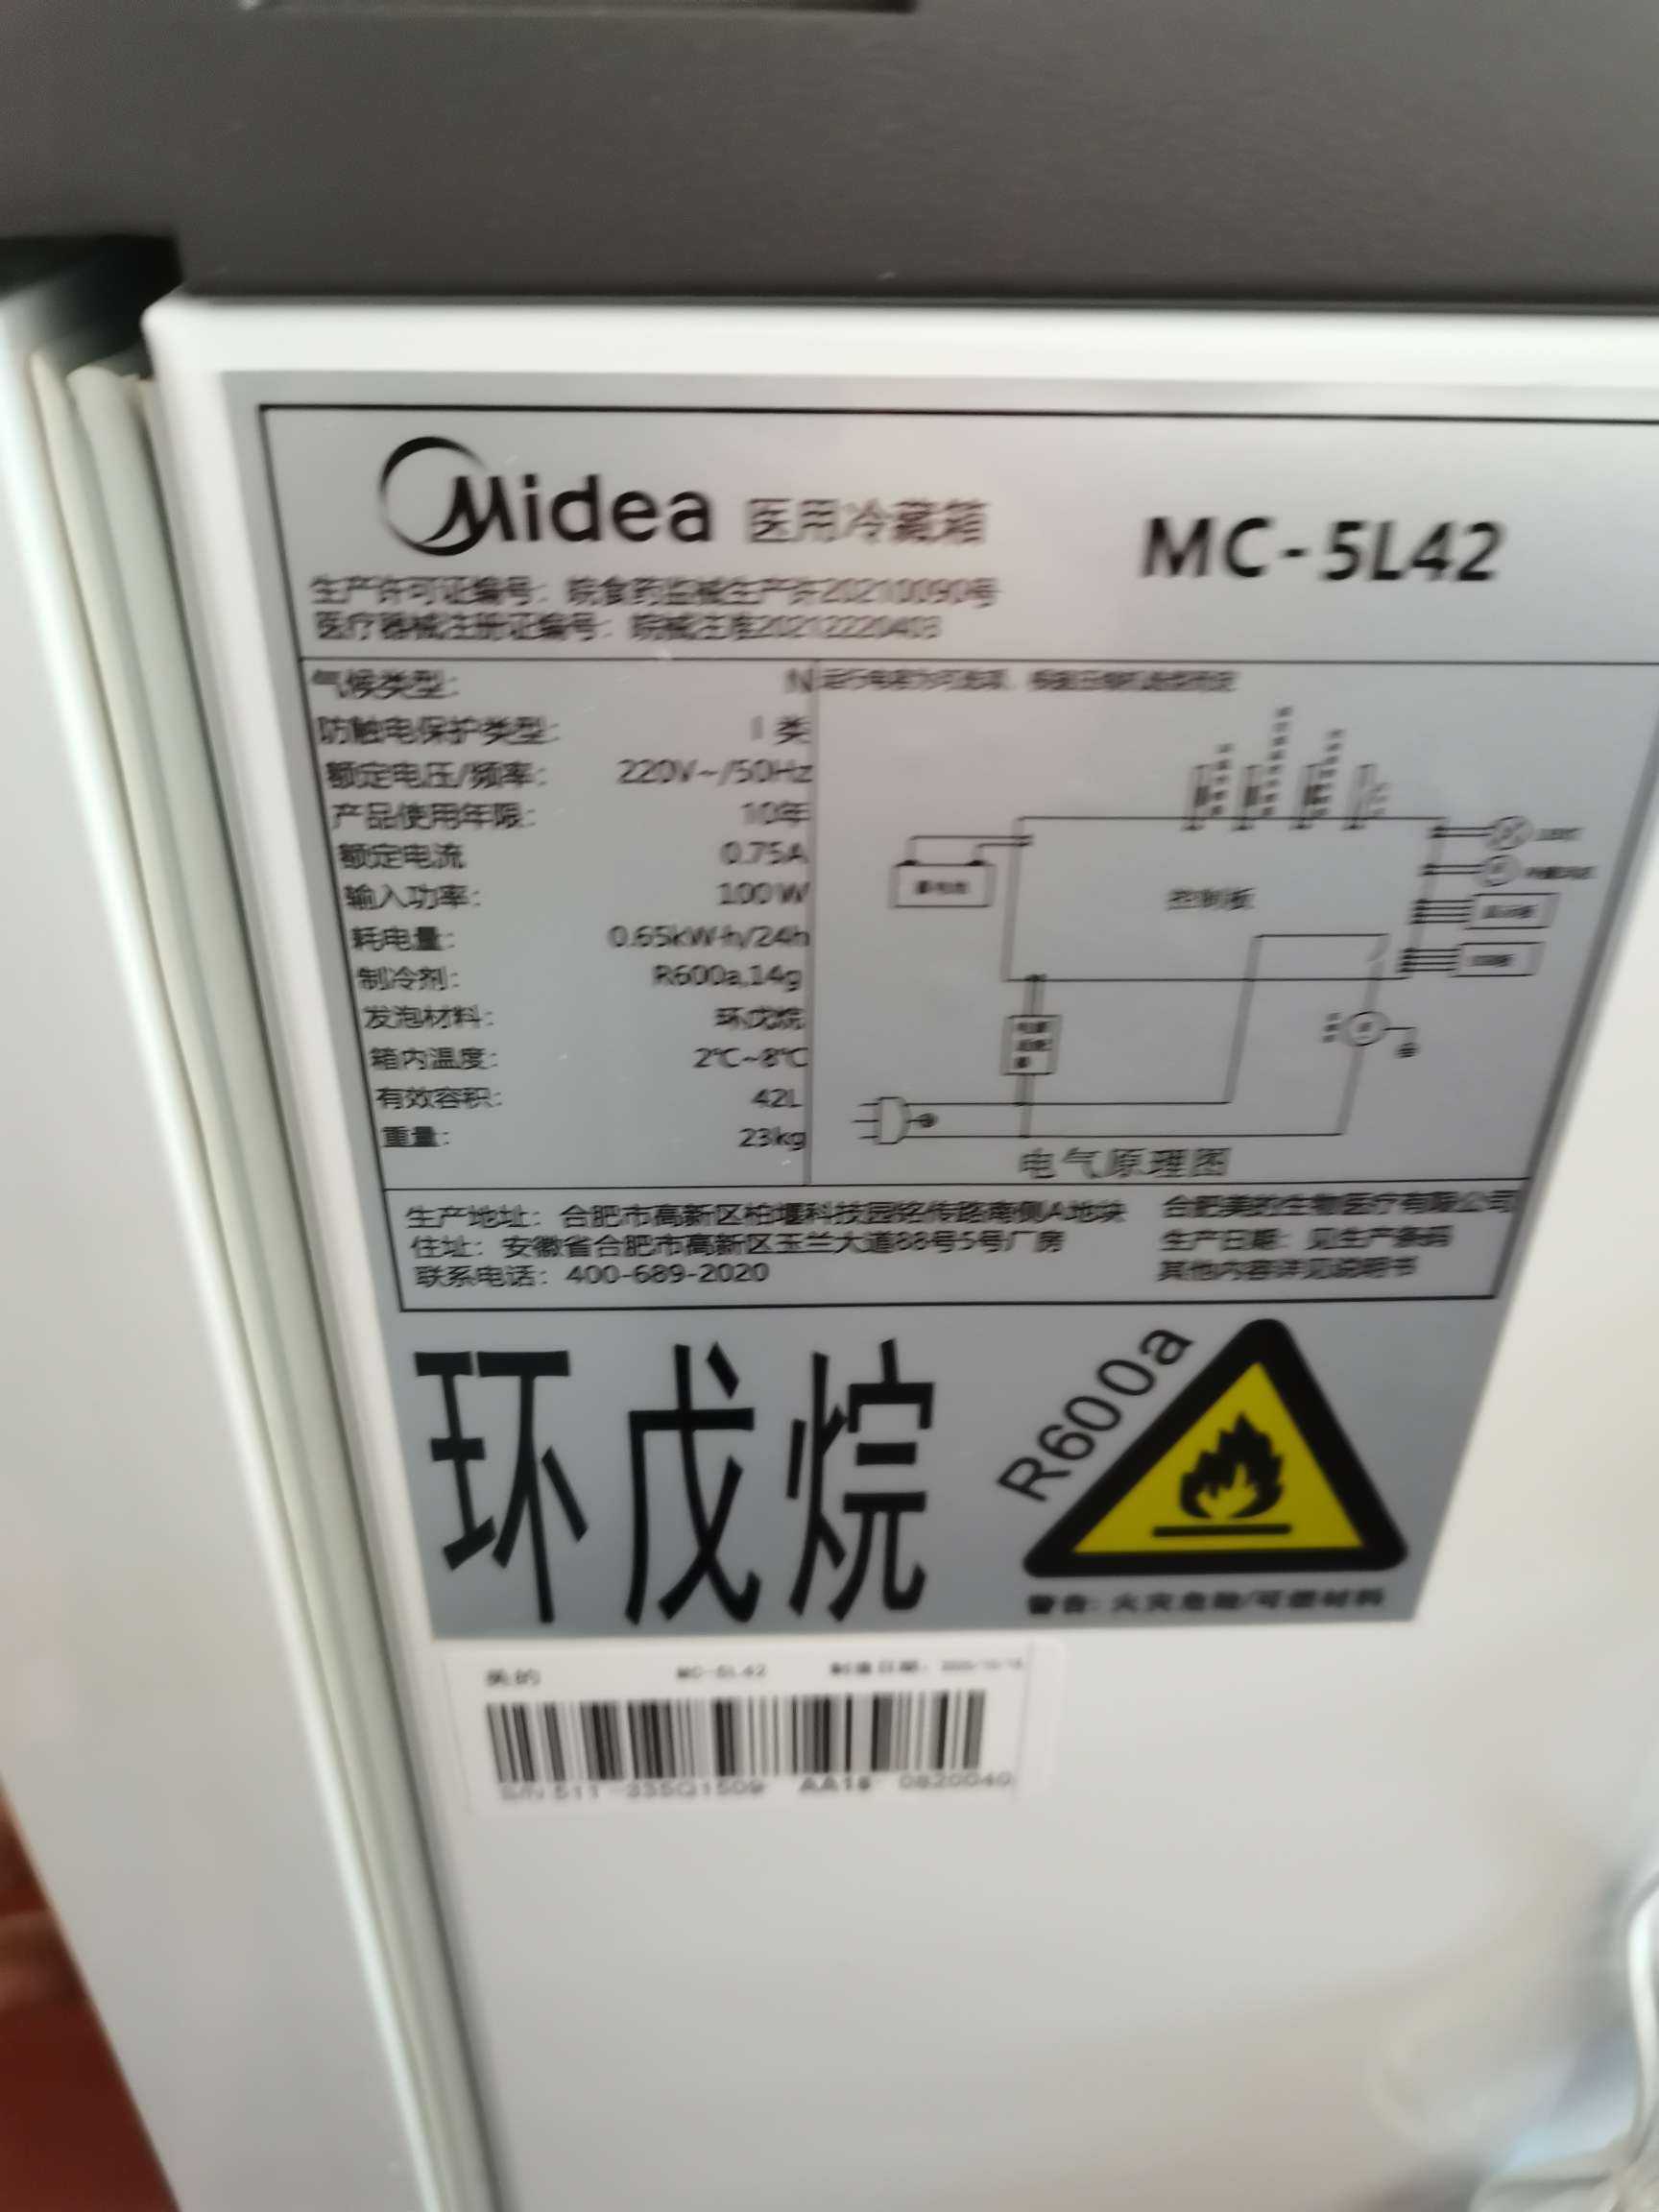 Midea 医用冷藏箱 MC-5L42
生产许可证编号：皖食药监械生产许20210090号
医疗器械注册证编号：皖械注准20212220403
气候类型： N
防触电保护类型： I 类
额定电压/频率： 220V~/50Hz
产品使用年限： 10年
额定电流 0.75A
输入功率： 100W
耗电量： 0.65kW·h/24h
制冷剂： R600a,14g
发泡材料： 环戊烷
箱内温度： 2℃~8℃
有效容积： 42L
重量： 23kg
控制板
电气原理图
生产地址：合肥市高新区柏堰科技园铭传路南侧A地块 合肥美的生物医疗有限公司
住址：安徽省合肥市高新区玉兰大道88号5号厂房 生产日期：见生产条码
联系电话：400-689-2020 其他内容详见说明书
环戊烷 R600a
警告：火灾危险/可燃材料
美的 MC-5L42 制造日期：